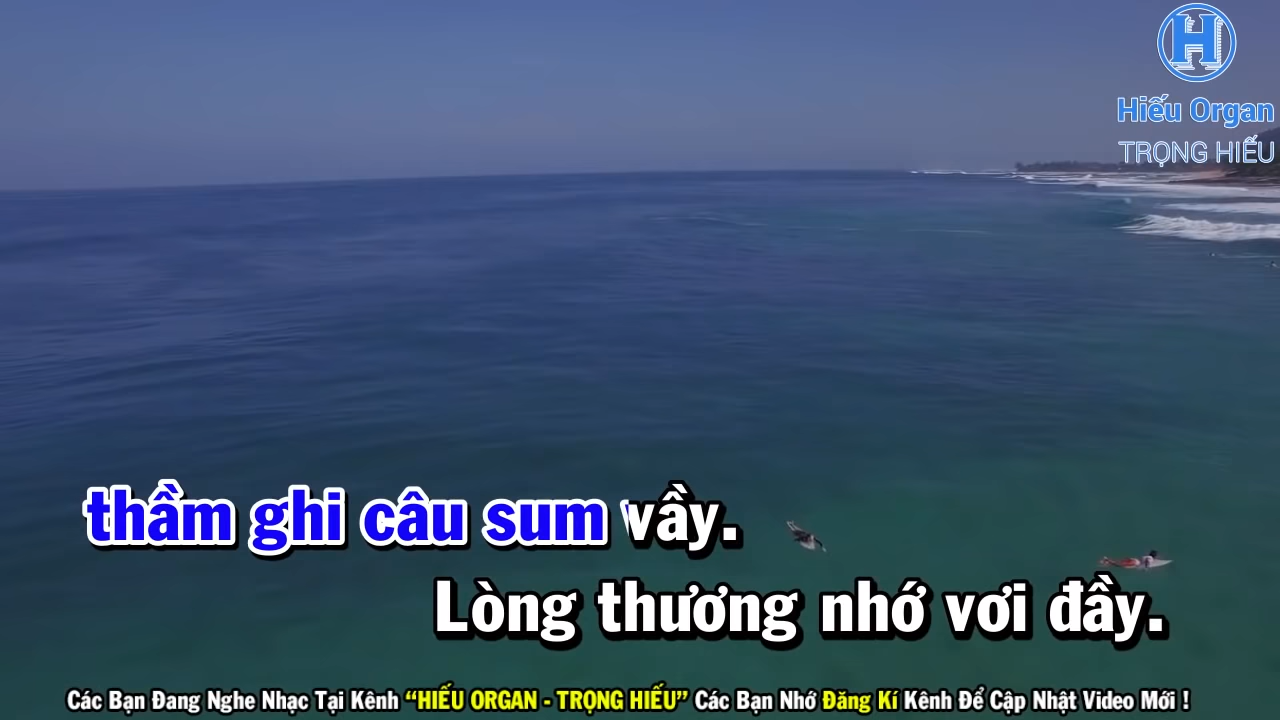 Hiếu Organ
TRỌNG HIẾU
thầm ghi câu sum vầy.
Lòng thương nhớ vơi đầy.
Các Bạn Đang Nghe Nhạc Tại Kênh “HIẾU ORGAN - TRỌNG HIẾU” Các Bạn Nhớ Đăng Kí Kênh Để Cập Nhật Video Mới !